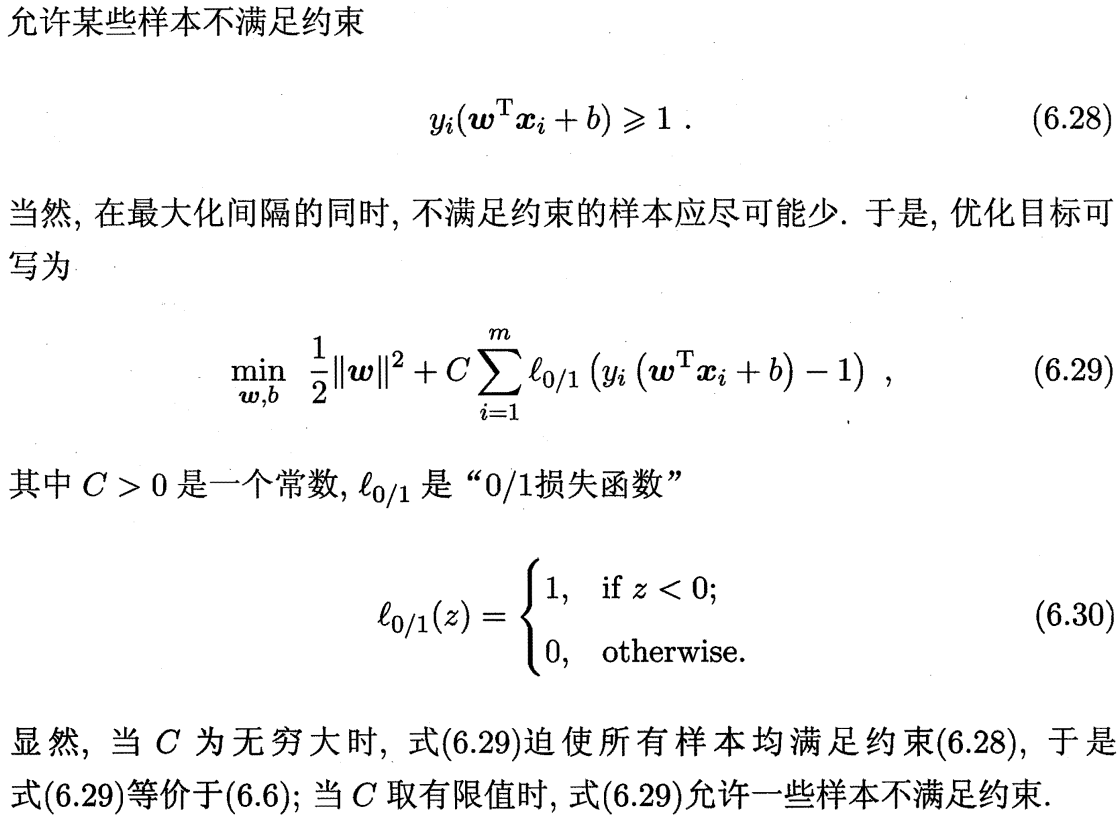 允许某些样本不满足约束
$$y_i(\boldsymbol{w}^{\mathrm{T}}\boldsymbol{x}_i + b) \geqslant 1 \ . \quad (6.28)$$
当然, 在最大化间隔的同时, 不满足约束的样本应尽可能少. 于是, 优化目标可
写为
$$\min_{\boldsymbol{w},b} \ \frac{1}{2}\|\boldsymbol{w}\|^2 + C\sum_{i=1}^{m} \ell_{0/1}\left(y_i\left(\boldsymbol{w}^{\mathrm{T}}\boldsymbol{x}_i + b\right) - 1\right) \ , \quad (6.29)$$
其中 $C > 0$ 是一个常数, $\ell_{0/1}$ 是 “0/1损失函数”
$$\ell_{0/1}(z) = \begin{cases} 1, & \text{if } z < 0; \\ 0, & \text{otherwise.} \end{cases} \quad (6.30)$$
显然, 当 $C$ 为无穷大时, 式(6.29)迫使所有样本均满足约束(6.28), 于是
式(6.29)等价于(6.6); 当 $C$ 取有限值时, 式(6.29)允许一些样本不满足约束.